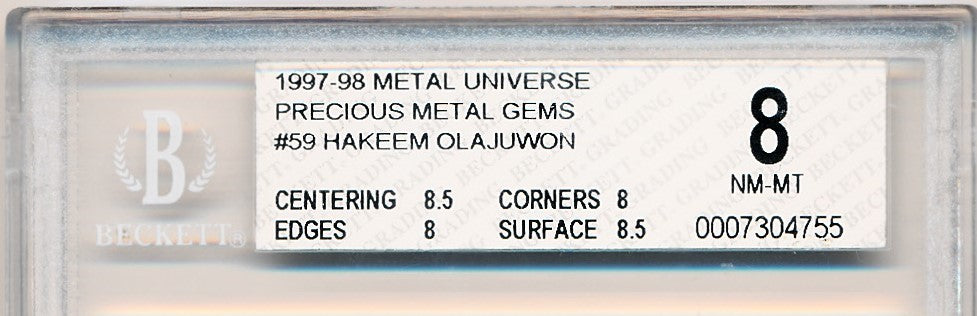 1997-98 METAL UNIVERSE
PRECIOUS METAL GEMS
#59 HAKEEM OLAJUWON
CENTERING 8.5 CORNERS 8
EDGES 8 SURFACE 8.5
8
NM-MT
0007304755
B
BECKETT®